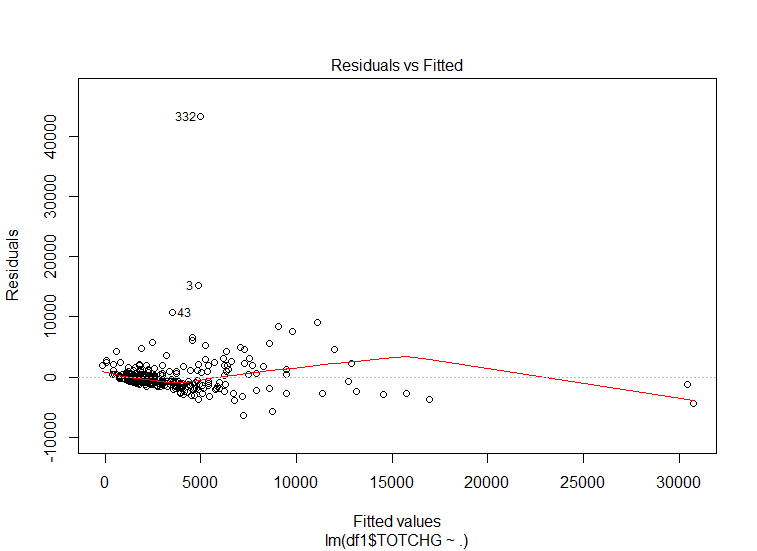 Residuals vs Fitted
Residuals
40000
30000
20000
10000
0
-10000
332
3
43
0 5000 10000 15000 20000 25000 30000
Fitted values
lm(df1$TOTCHG ~ .)